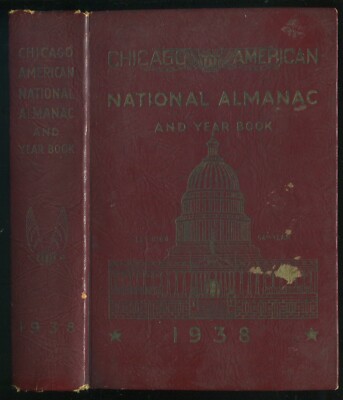 CHICAGO
AMERICAN
NATIONAL
ALMANAC
AND
YEAR BOOK
1938
CHICAGO AMERICAN
NATIONAL ALMANAC
AND YEAR BOOK
1938